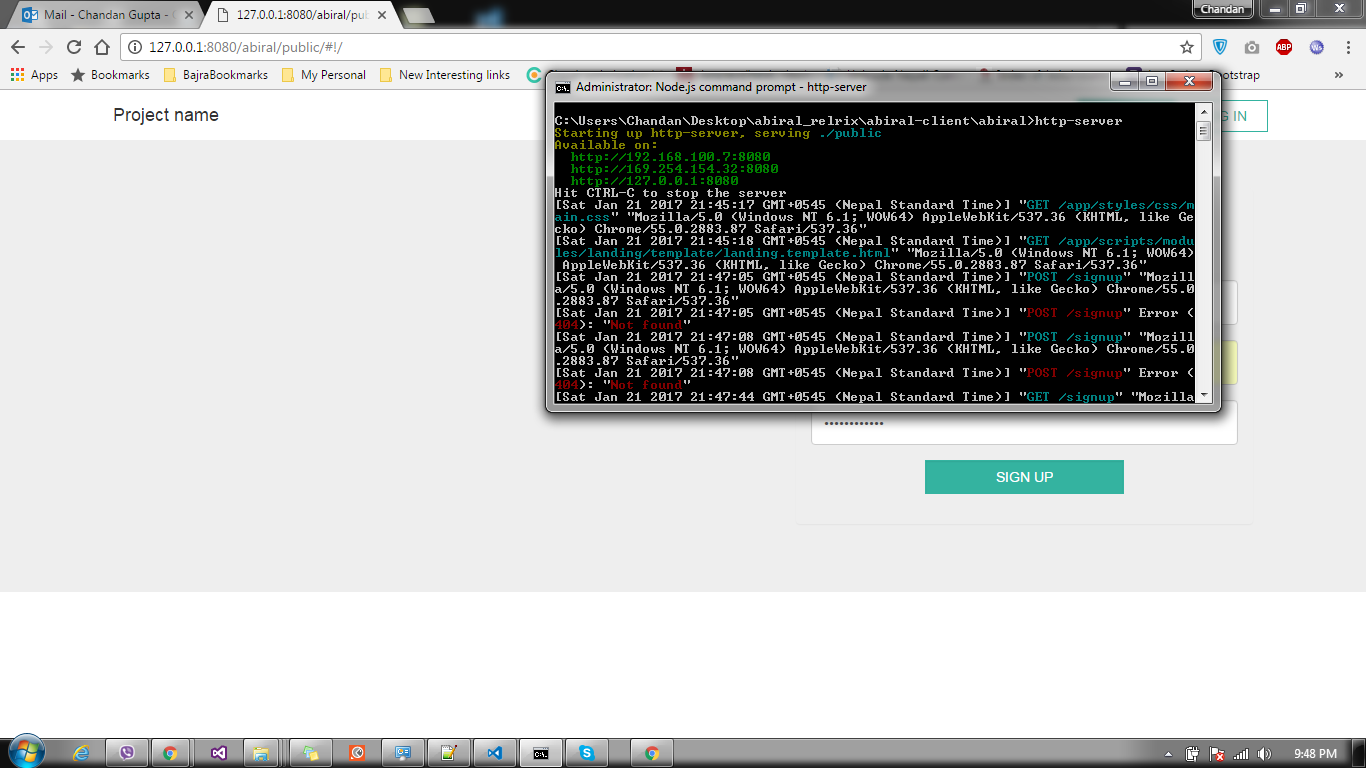 Mail - Chandan Gupta -
127.0.0.1:8080/abiral/pub
Chandan
127.0.0.1:8080/abiral/public/#!/
ABP
Apps
Bookmarks
BajraBookmarks
My Personal
New Interesting links
Bootstrap
»
Project name
G IN
Administrator: Node.js command prompt - http-server
C:\Users\Chandan\Desktop\abiral_relrix\abiral-client\abiral>http-server
Starting up http-server, serving ./public
Available on:
http://192.168.100.7:8080
http://169.254.154.32:8080
http://127.0.0.1:8080
Hit CTRL-C to stop the server
[Sat Jan 21 2017 21:45:17 GMT+0545 (Nepal Standard Time)] "GET /app/styles/css/m
ain.css" "Mozilla/5.0 (Windows NT 6.1; WOW64) AppleWebKit/537.36 (KHTML, like Ge
cko) Chrome/55.0.2883.87 Safari/537.36"
[Sat Jan 21 2017 21:45:18 GMT+0545 (Nepal Standard Time)] "GET /app/scripts/modu
les/landing/template/landing.template.html" "Mozilla/5.0 (Windows NT 6.1; WOW64)
AppleWebKit/537.36 (KHTML, like Gecko) Chrome/55.0.2883.87 Safari/537.36"
[Sat Jan 21 2017 21:47:05 GMT+0545 (Nepal Standard Time)] "POST /signup" "Mozill
a/5.0 (Windows NT 6.1; WOW64) AppleWebKit/537.36 (KHTML, like Gecko) Chrome/55.0
.2883.87 Safari/537.36"
[Sat Jan 21 2017 21:47:05 GMT+0545 (Nepal Standard Time)] "POST /signup" Error (
404): "Not found"
[Sat Jan 21 2017 21:47:08 GMT+0545 (Nepal Standard Time)] "POST /signup" "Mozill
a/5.0 (Windows NT 6.1; WOW64) AppleWebKit/537.36 (KHTML, like Gecko) Chrome/55.0
.2883.87 Safari/537.36"
[Sat Jan 21 2017 21:47:08 GMT+0545 (Nepal Standard Time)] "POST /signup" Error (
404): "Not found"
[Sat Jan 21 2017 21:47:44 GMT+0545 (Nepal Standard Time)] "GET /signup" "Mozilla
SIGN UP
9:48 PM